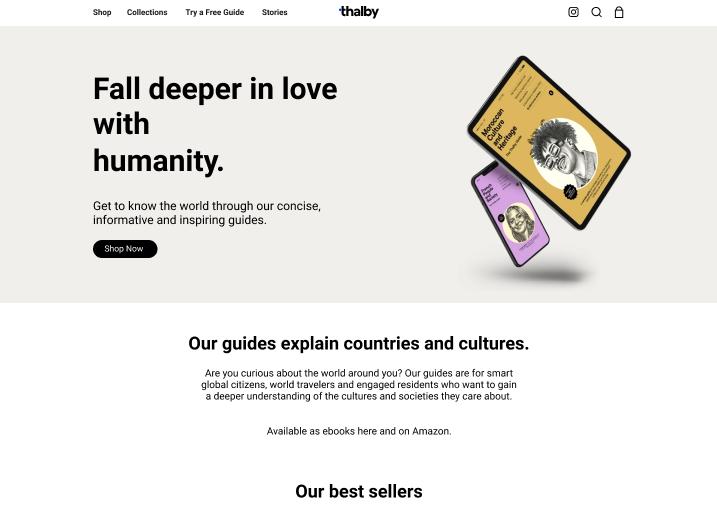 Shop
Collections
Try a Free Guide
Stories
thalby
Fall deeper in love
with
humanity.
Get to know the world through our concise,
informative and inspiring guides.
Shop Now
Moroccan
Culture
and
Heritage
The Thalby Guide
Our guides explain countries and cultures.
Are you curious about the world around you? Our guides are for smart
global citizens, world travelers and engaged residents who want to gain
a deeper understanding of the cultures and societies they care about.
Available as ebooks here and on Amazon.
Our best sellers